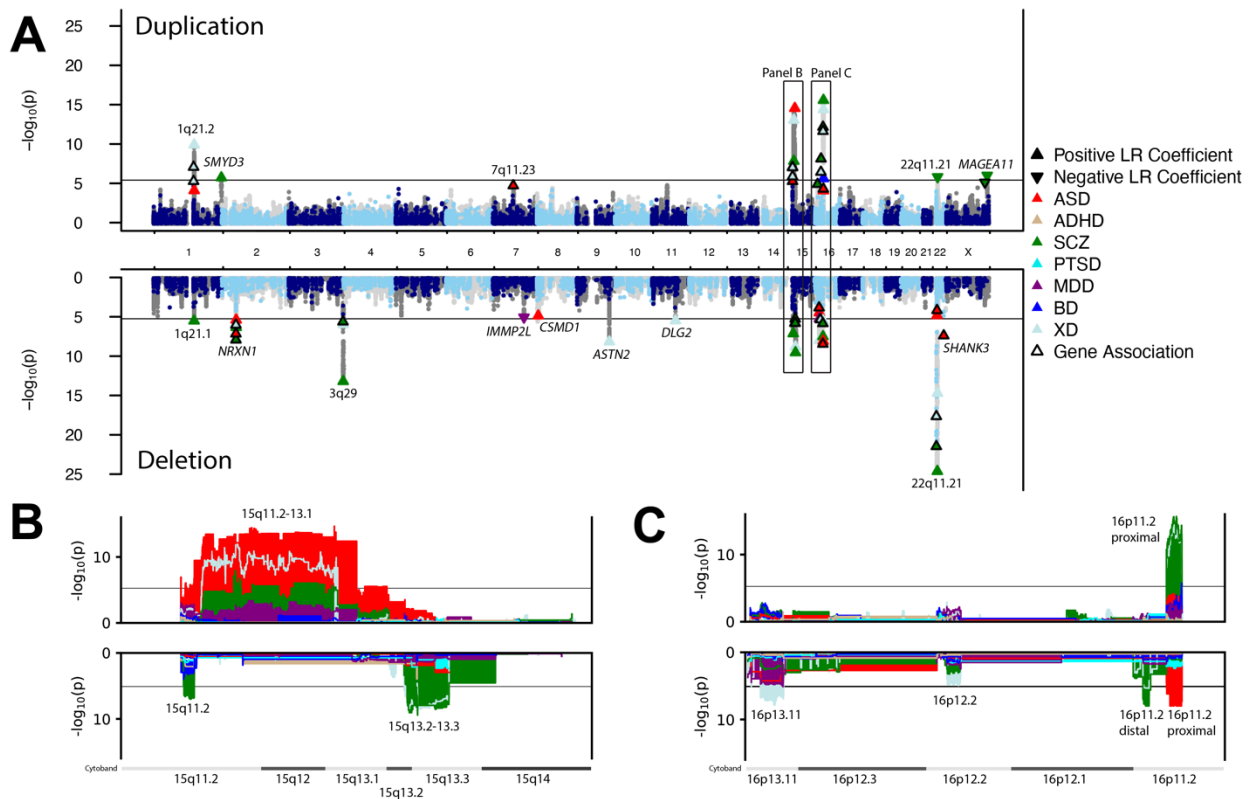 A
Duplication
Panel B
Panel C
25
20
15
10
5
0
-log10(p)
1q21.2
SMYD3
7q11.23
22q11.21
MAGEA11
1 2 3 4 5 6 7 8 9 10 11 12 13 14 15 16 17 18 19 20 21 22 X
0
5
10
15
20
25
-log10(p)
1q21.1
NRXN1
3q29
IMMP2L
CSMD1
ASTN2
DLG2
SHANK3
22q11.21
Deletion
Positive LR Coefficient
Negative LR Coefficient
ASD
ADHD
SCZ
PTSD
MDD
BD
XD
Gene Association
B
15q11.2-13.1
10
0
-log10(p)
0
10
-log10(p)
15q11.2
15q13.2-13.3
Cytoband
15q11.2
15q12
15q13.1
15q13.2
15q13.3
15q14
C
16p11.2
proximal
10
0
-log10(p)
0
10
-log10(p)
16p13.11
16p12.2
16p11.2
distal
16p11.2
proximal
Cytoband
16p13.11
16p12.3
16p12.2
16p12.1
16p11.2